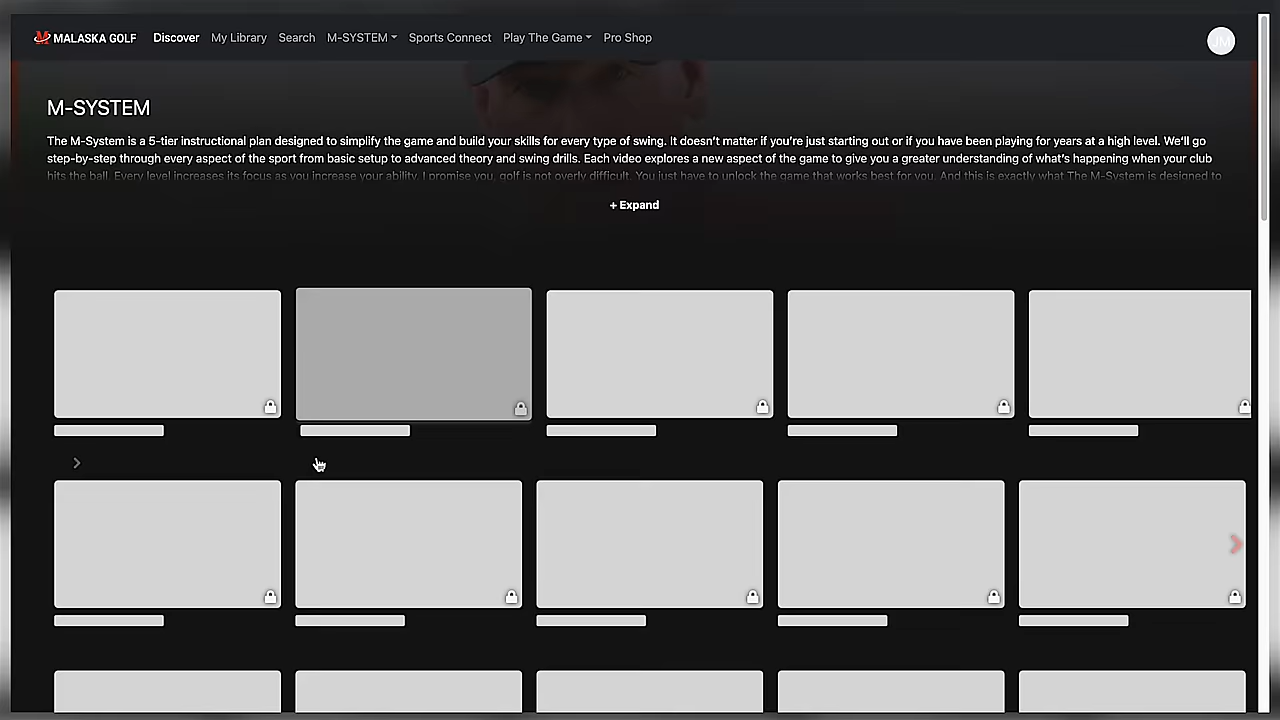 MALASKA GOLF Discover My Library Search M-SYSTEM Sports Connect Play The Game Pro Shop JM
M-SYSTEM
The M-System is a 5-tier instructional plan designed to simplify the game and build your skills for every type of swing. It doesn't matter if you're just starting out or if you have been playing for years at a high level. We'll go
step-by-step through every aspect of the sport from basic setup to advanced theory and swing drills. Each video explores a new aspect of the game to give you a greater understanding of what's happening when your club
hits the ball. Every level increases its focus as you increase your ability. I promise you, golf is not overly difficult. You just have to unlock the game that works best for you. And this is exactly what The M-System is designed to
+ Expand